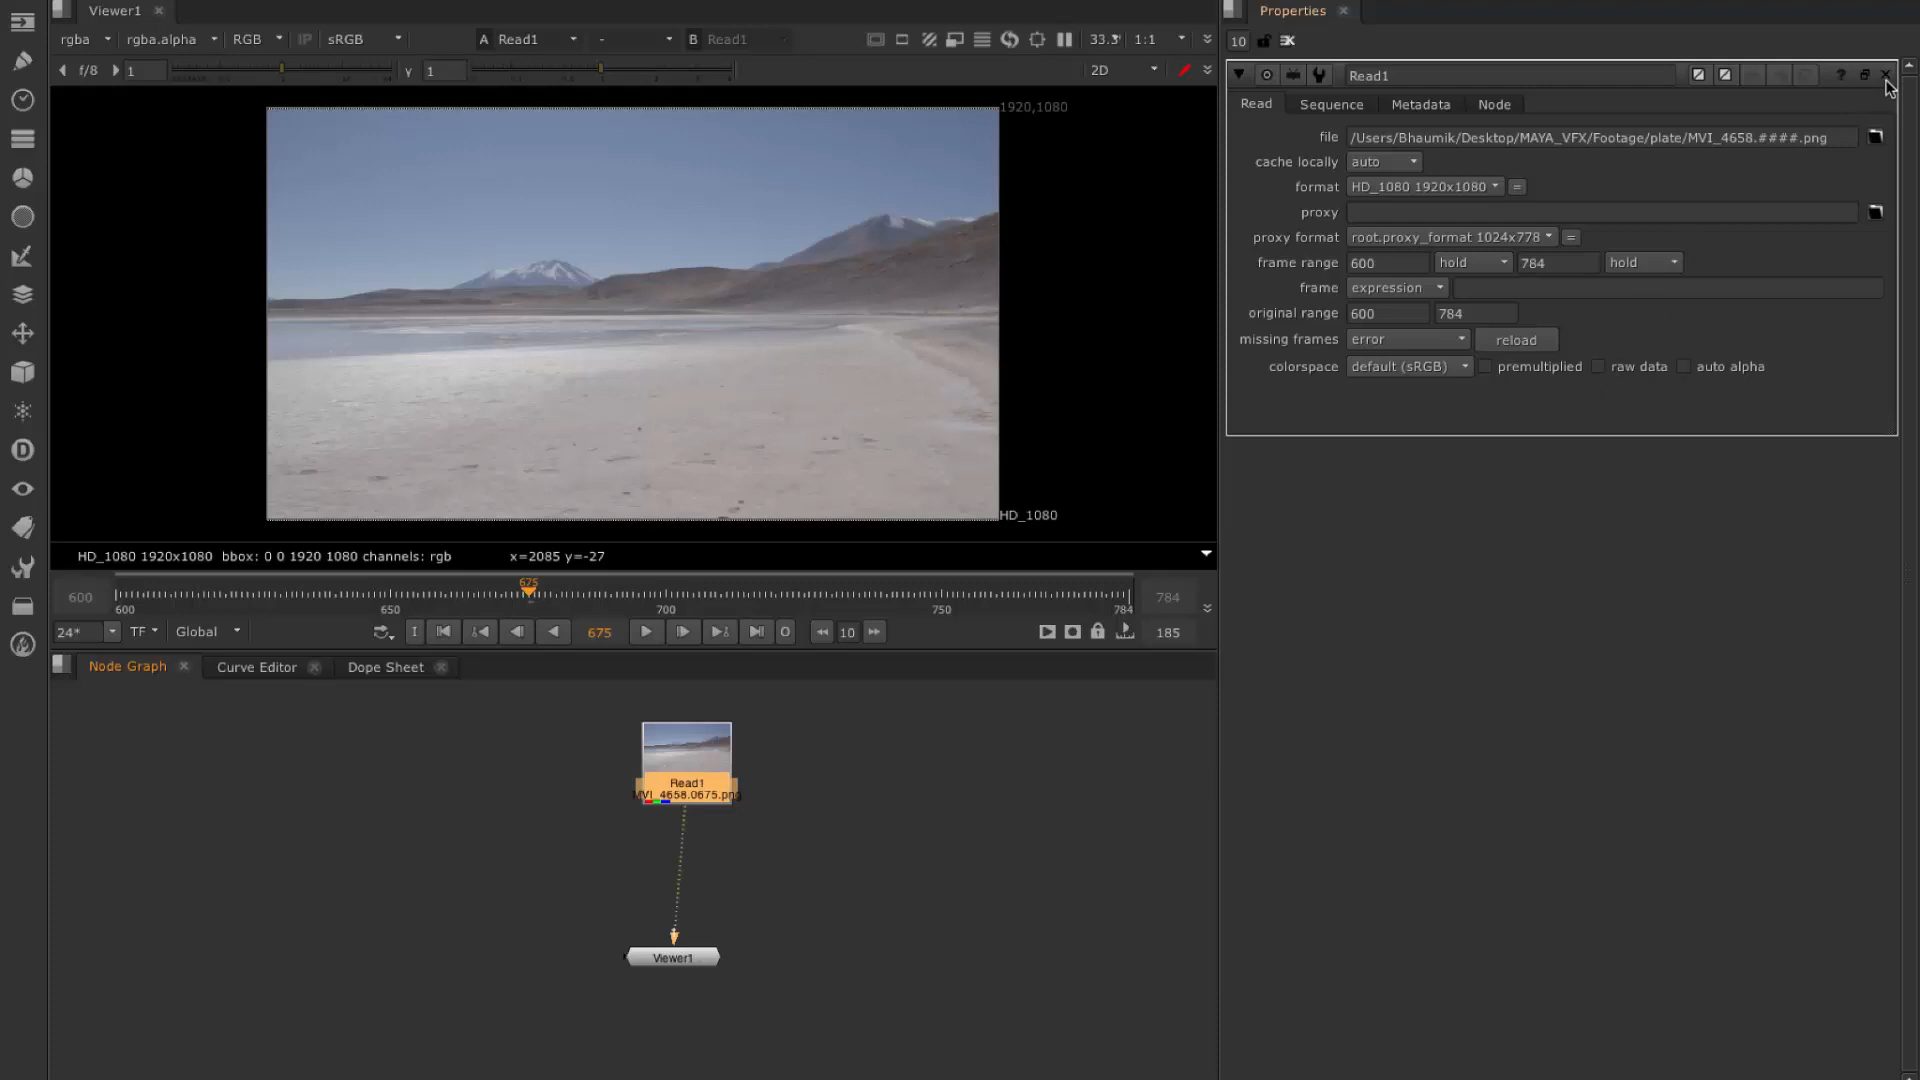 Viewer1
Properties
rgba rgba.alpha RGB IP sRGB A Read1 - B Read1 33.3 1:1
10
f/8 1 Y 1 2D
Read1
1920,1080
Read Sequence Metadata Node
file /Users/Bhaumik/Desktop/MAYA_VFX/Footage/plate/MVI_4658.####.png
cache locally auto
format HD_1080 1920x1080 =
proxy
proxy format root.proxy_format 1024x778 =
frame range 600 hold 784 hold
frame expression
original range 600 784
missing frames error reload
colorspace default (sRGB) premultiplied raw data auto alpha
HD_1080
HD_1080 1920x1080 bbox: 0 0 1920 1080 channels: rgb x=2085 y=-27
675
600 784
600 650 700 750 784
24* TF Global I 675 O 10 185
Node Graph Curve Editor Dope Sheet
Read1
MVI_4658.0675.png
Viewer1